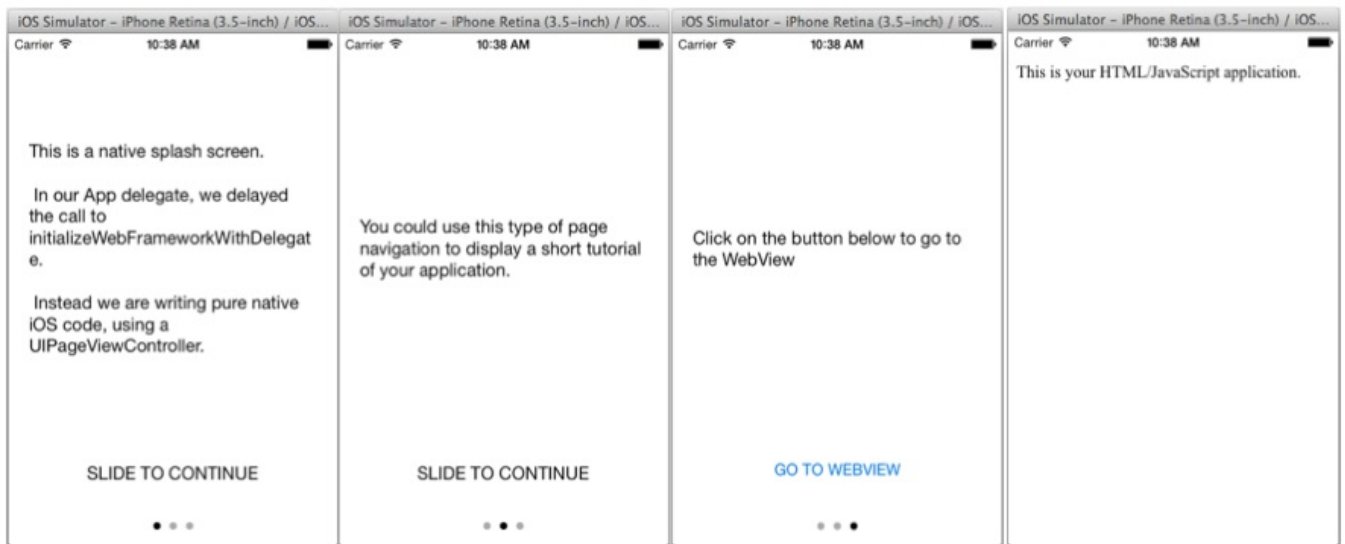 iOS Simulator – iPhone Retina (3.5–inch) / iOS...
Carrier 10:38 AM
This is a native splash screen.
In our App delegate, we delayed
the call to
initializeWebFrameworkWithDelegat
e.
Instead we are writing pure native
iOS code, using a
UIPageViewController.
SLIDE TO CONTINUE
iOS Simulator – iPhone Retina (3.5–inch) / iOS...
Carrier 10:38 AM
You could use this type of page
navigation to display a short tutorial
of your application.
SLIDE TO CONTINUE
iOS Simulator – iPhone Retina (3.5–inch) / iOS...
Carrier 10:38 AM
Click on the button below to go to
the WebView
GO TO WEBVIEW
iOS Simulator – iPhone Retina (3.5–inch) / iOS...
Carrier 10:38 AM
This is your HTML/JavaScript application.